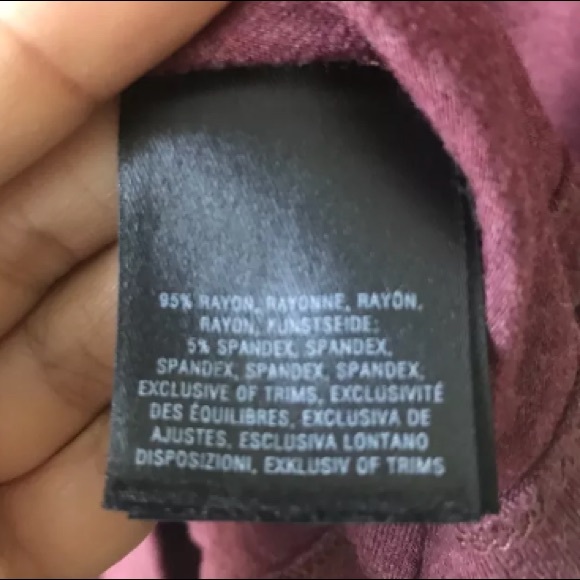 95% RAYON, RAYONNE, RAYON,
RAYON, KUNSTSEIDE;
5% SPANDEX, SPANDEX,
SPANDEX, SPANDEX, SPANDEX,
EXCLUSIVE OF TRIMS, EXCLUSIVITÉ
DES ÉQUILIBRES, EXCLUSIVA DE
AJUSTES, ESCLUSIVA LONTANO
DISPOSIZIONI, EXKLUSIV OF TRIMS